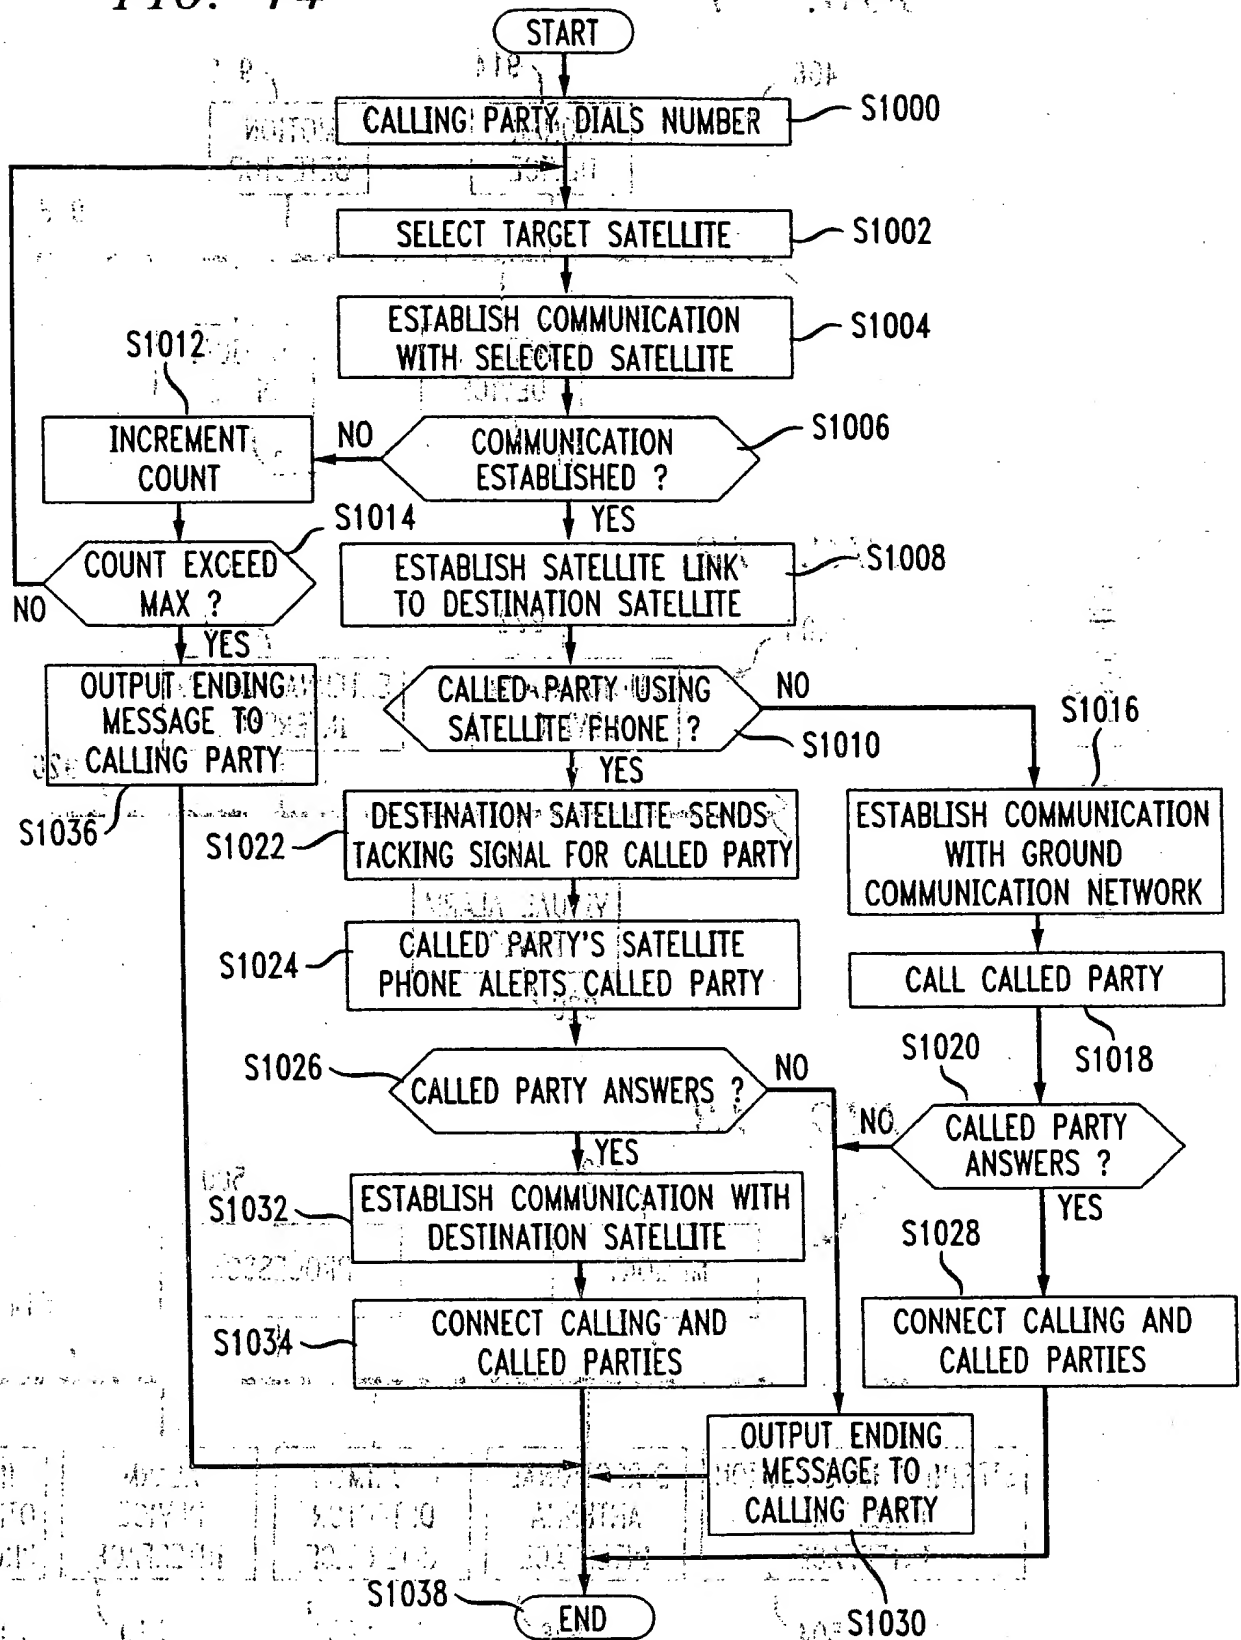 FIG. 14
START
CALLING PARTY DIALS NUMBER
S1000
SELECT TARGET SATELLITE
S1002
ESTABLISH COMMUNICATION
WITH SELECTED SATELLITE
S1004
S1012
INCREMENT
COUNT
NO
COMMUNICATION
ESTABLISHED ?
S1006
YES
S1014
COUNT EXCEED
MAX ?
NO
YES
ESTABLISH SATELLITE LINK
TO DESTINATION SATELLITE
S1008
OUTPUT ENDING
MESSAGE TO
CALLING PARTY
S1036
CALLED PARTY USING
SATELLITE PHONE ?
NO
S1010
YES
S1016
ESTABLISH COMMUNICATION
WITH GROUND
COMMUNICATION NETWORK
S1022
DESTINATION SATELLITE SENDS
TACKING SIGNAL FOR CALLED PARTY
S1024
CALLED PARTY'S SATELLITE
PHONE ALERTS CALLED PARTY
CALL CALLED PARTY
S1018
S1020
S1026
CALLED PARTY ANSWERS ?
NO
YES
NO
CALLED PARTY
ANSWERS ?
YES
S1032
ESTABLISH COMMUNICATION WITH
DESTINATION SATELLITE
S1028
S1034
CONNECT CALLING AND
CALLED PARTIES
CONNECT CALLING AND
CALLED PARTIES
OUTPUT ENDING
MESSAGE TO
CALLING PARTY
S1030
S1038
END